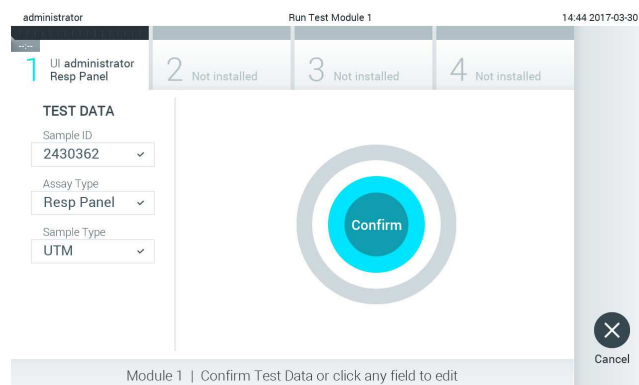 administrator Run Test Module 1 14:44 2017-03-30
--:--
1 UI administrator
Resp Panel
2 Not installed
3 Not installed
4 Not installed
TEST DATA
Sample ID
2430362
Assay Type
Resp Panel
Sample Type
UTM
Confirm
Cancel
Module 1 | Confirm Test Data or click any field to edit